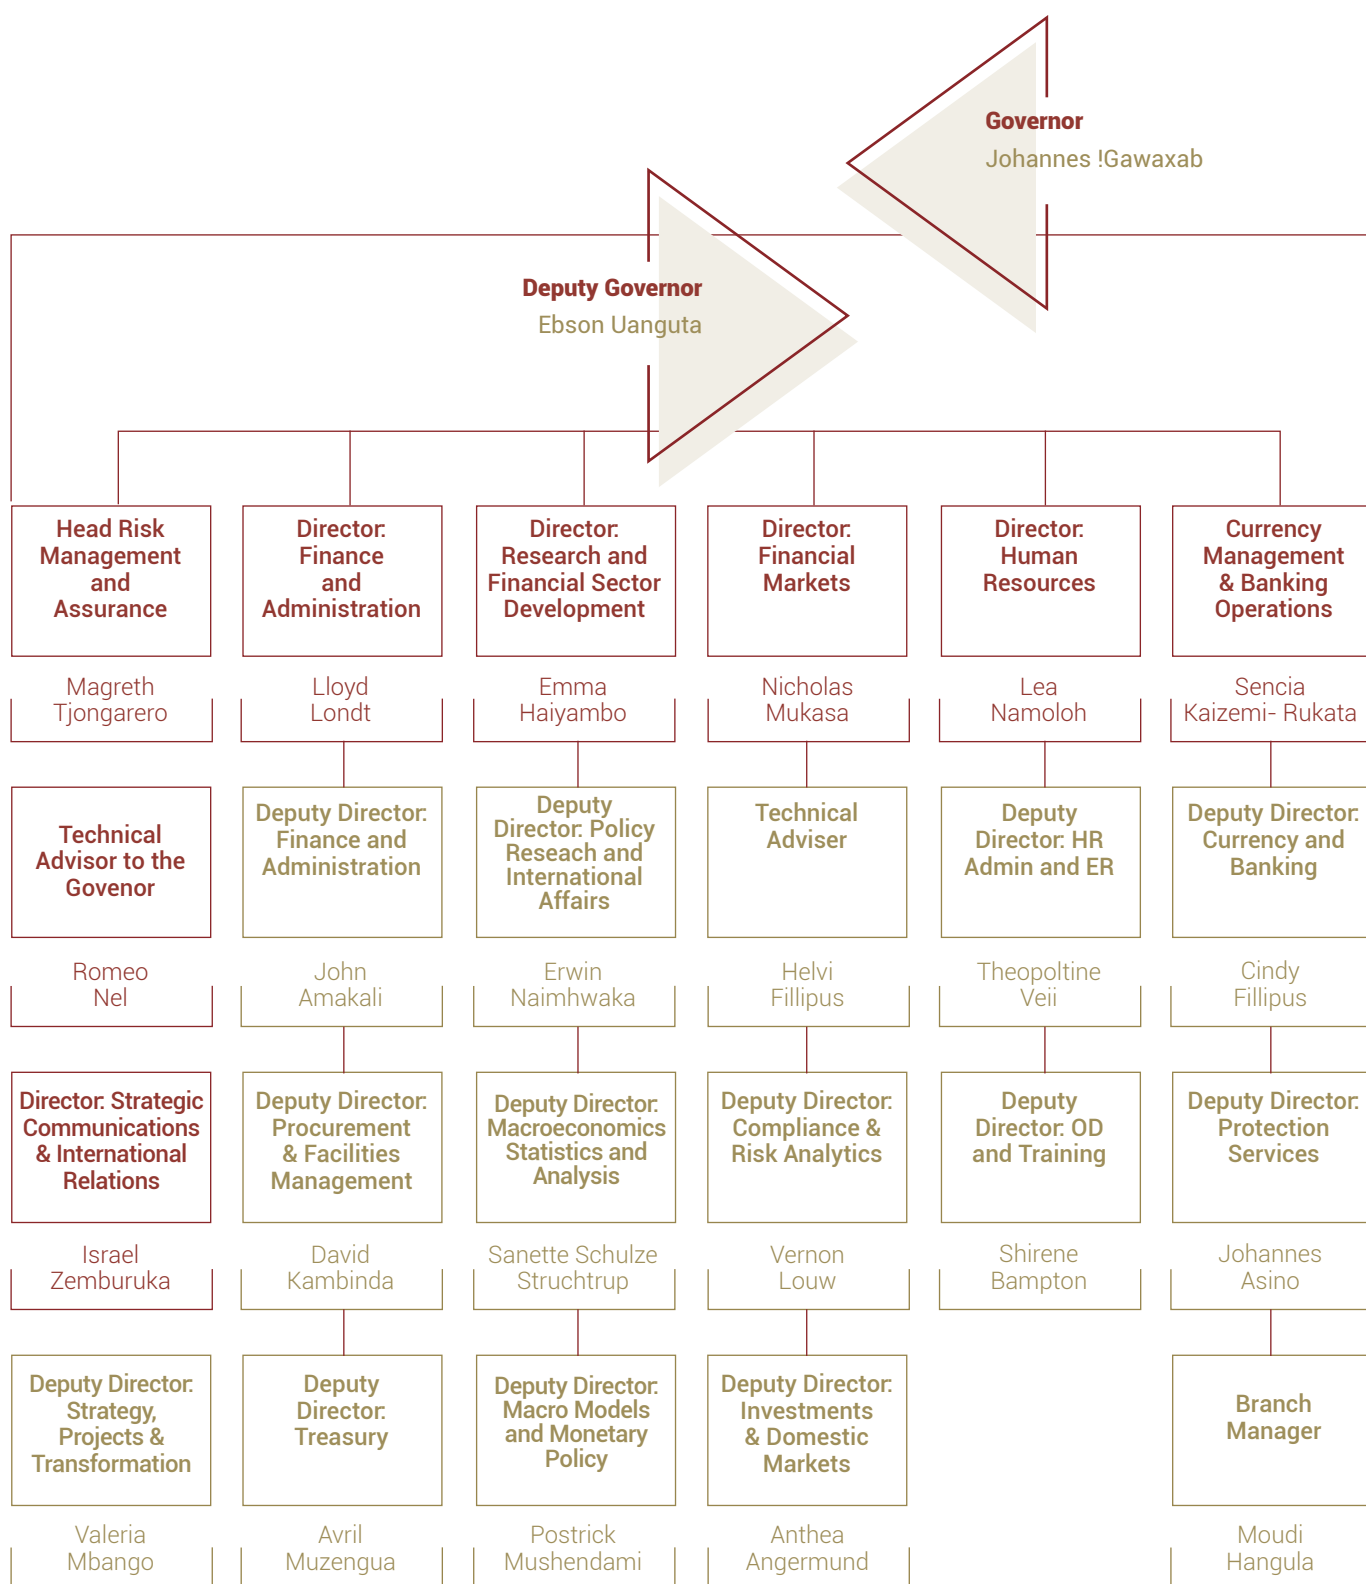 Governor
Johannes !Gawaxab
Deputy Governor
Ebson Uanguta
Head Risk
Management
and
Assurance
Director:
Finance
and
Administration
Director:
Research and
Financial Sector
Development
Director:
Financial
Markets
Director:
Human
Resources
Currency
Management
& Banking
Operations
Magreth
Tjongarero
Lloyd
Londt
Emma
Haiyambo
Nicholas
Mukasa
Lea
Namoloh
Sencia
Kaizemi- Rukata
Technical
Advisor to the
Govenor
Deputy Director:
Finance and
Administration
Deputy
Director: Policy
Reseach and
International
Affairs
Technical
Adviser
Deputy
Director: HR
Admin and ER
Deputy Director:
Currency and
Banking
Romeo
Nel
John
Amakali
Erwin
Naimhwaka
Helvi
Fillipus
Theopoltine
Veii
Cindy
Fillipus
Director: Strategic
Communications
& International
Relations
Deputy Director:
Procurement
& Facilities
Management
Deputy Director:
Macroeconomics
Statistics and
Analysis
Deputy Director:
Compliance &
Risk Analytics
Deputy
Director: OD
and Training
Deputy Director:
Protection
Services
Israel
Zemburuka
David
Kambinda
Sanette Schulze
Struchtrup
Vernon
Louw
Shirene
Bampton
Johannes
Asino
Deputy Director:
Strategy,
Projects &
Transformation
Deputy
Director:
Treasury
Deputy Director:
Macro Models
and Monetary
Policy
Deputy Director:
Investments
& Domestic
Markets
Branch
Manager
Valeria
Mbango
Avril
Muzengua
Postrick
Mushendami
Anthea
Angermund
Moudi
Hangula